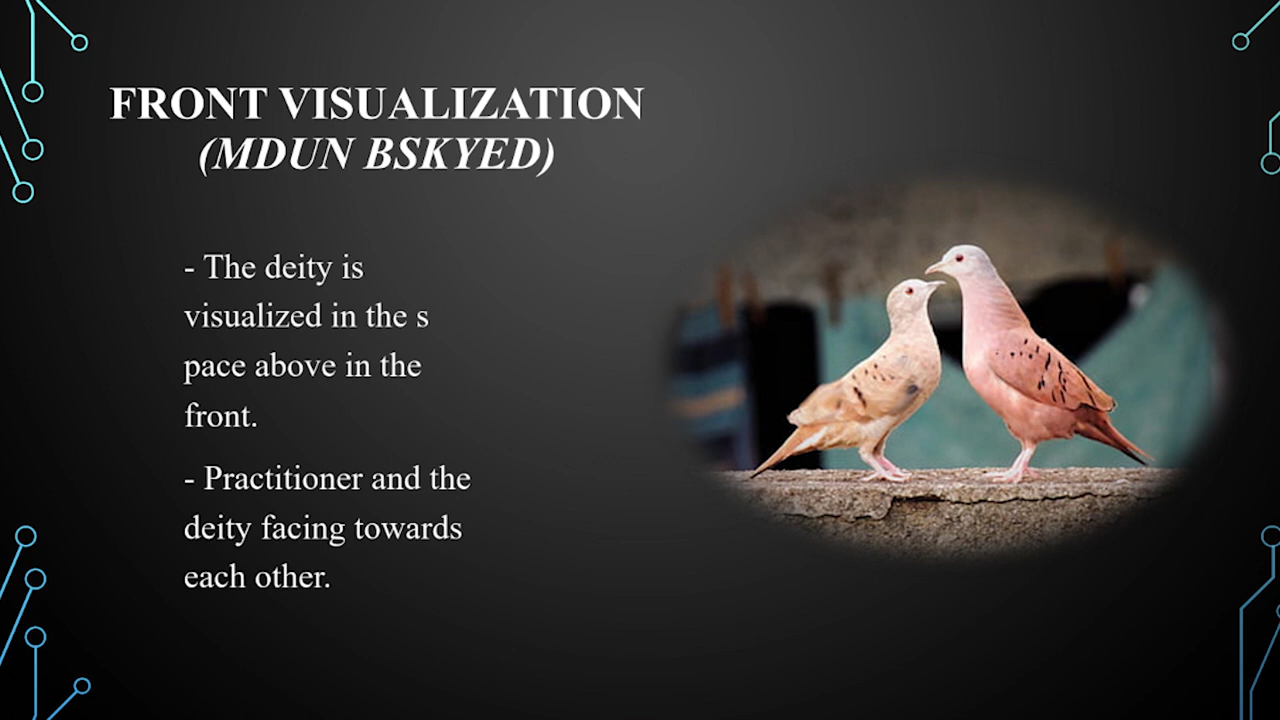 FRONT VISUALIZATION
(MDUN BSKYED)
- The deity is
visualized in the s
pace above in the
front.
- Practitioner and the
deity facing towards
each other.